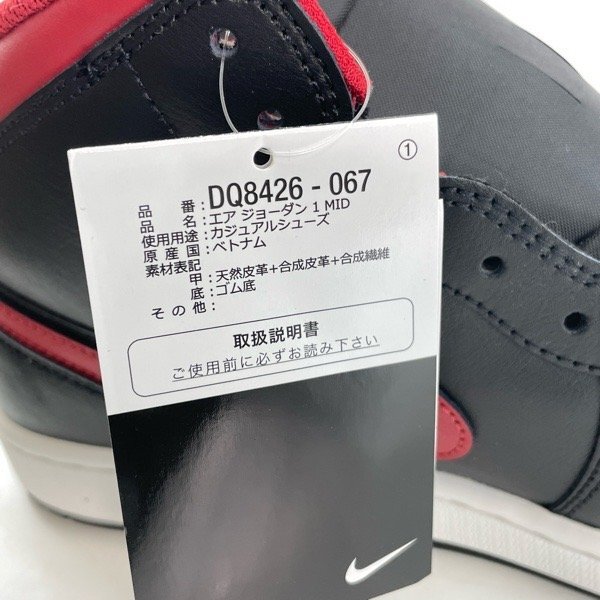 ①
品番：DQ8426 - 067
品名：エア ジョーダン 1 MID
使用用途：カジュアルシューズ
原産国：ベトナム
素材表記
甲：天然皮革+合成皮革+合成繊維
底：ゴム底
その他：
取扱説明書
ご使用前に必ずお読み下さい